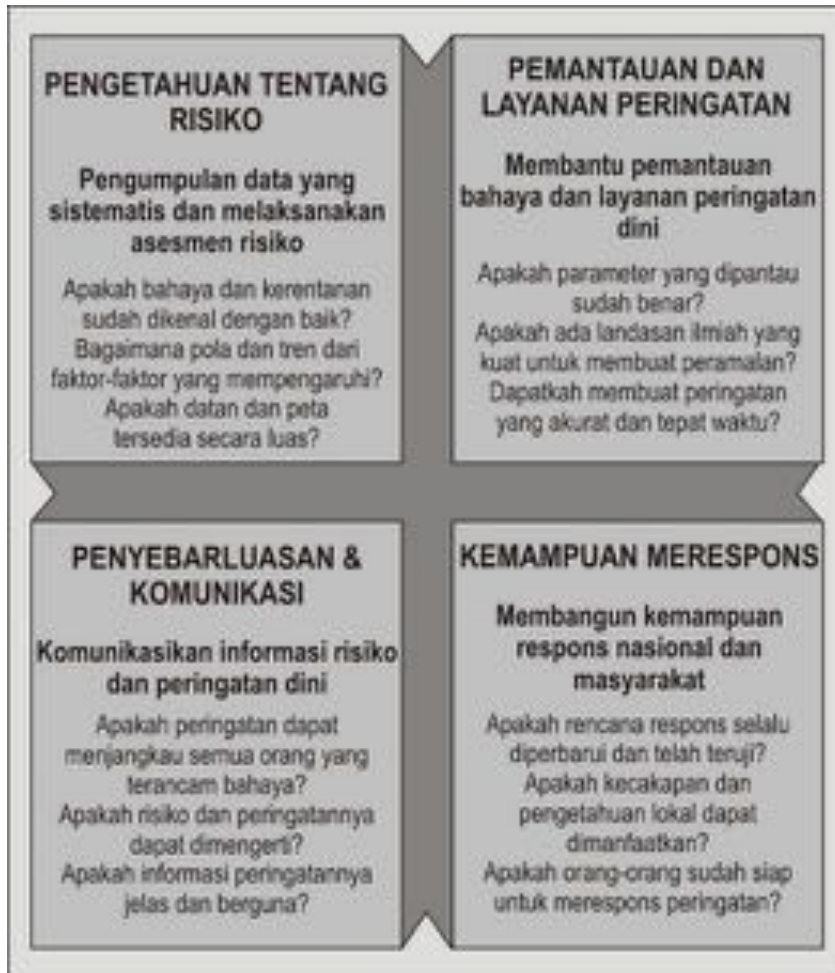 PENGETAHUAN TENTANG
RISIKO
Pengumpulan data yang
sistematis dan melaksanakan
asesmen risiko
Apakah bahaya dan kerentanan
sudah dikenal dengan baik?
Bagaimana pola dan tren dari
faktor-faktor yang mempengaruhi?
Apakah datan dan peta
tersedia secara luas?
PEMANTAUAN DAN
LAYANAN PERINGATAN
Membantu pemantauan
bahaya dan layanan peringatan
dini
Apakah parameter yang dipantau
sudah benar?
Apakah ada landasan ilmiah yang
kuat untuk membuat peramalan?
Dapatkah membuat peringatan
yang akurat dan tepat waktu?
PENYEBARLUASAN &
KOMUNIKASI
Komunikasikan informasi risiko
dan peringatan dini
Apakah peringatan dapat
menjangkau semua orang yang
terancam bahaya?
Apakah risiko dan peringatannya
dapat dimengerti?
Apakah informasi peringatannya
jelas dan berguna?
KEMAMPUAN MERESPONS
Membangun kemampuan
respons nasional dan
masyarakat
Apakah rencana respons selalu
diperbarui dan telah teruji?
Apakah kecakapan dan
pengetahuan lokal dapat
dimanfaatkan?
Apakah orang-orang sudah siap
untuk merespons peringatan?